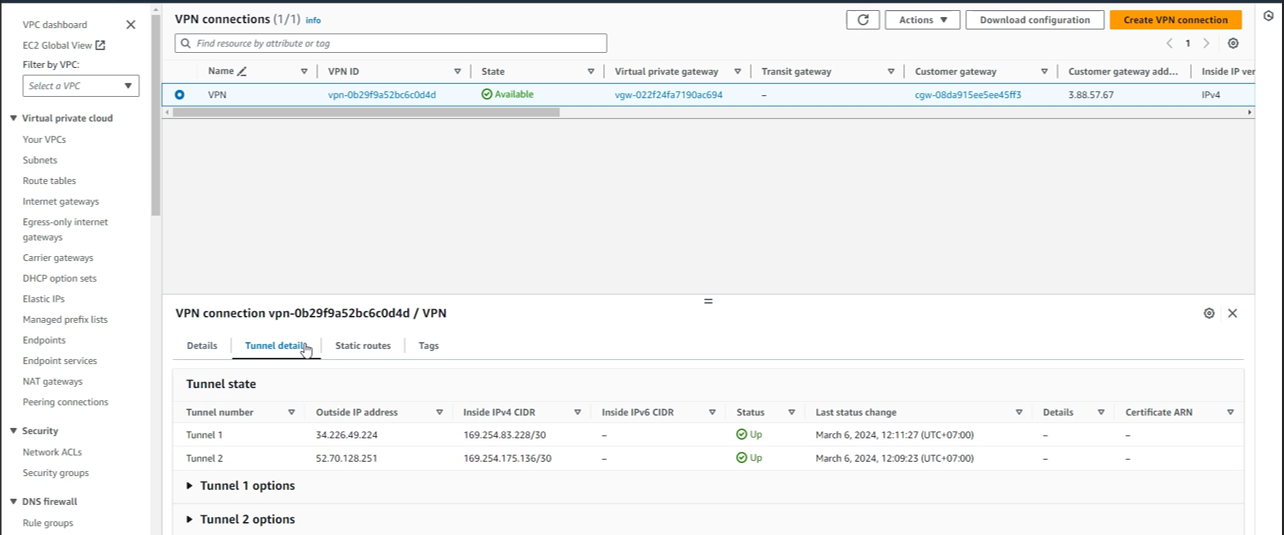 VPC dashboard
EC2 Global View
Filter by VPC:
Select a VPC
Virtual private cloud
Your VPCs
Subnets
Route tables
Internet gateways
Egress-only internet
gateways
Carrier gateways
DHCP option sets
Elastic IPs
Managed prefix lists
Endpoints
Endpoint services
NAT gateways
Peering connections
Security
Network ACLs
Security groups
DNS firewall
Rule groups
VPN connections (1/1) Info
Actions Download configuration Create VPN connection
Find resource by attribute or tag
1
Name VPN ID State Virtual private gateway Transit gateway Customer gateway Customer gateway add... Inside IP ver
VPN vpn-0b29f9a52bc6c0d4d Available vgw-022f24fa7190ac694 – cgw-08da915ee5ee45ff3 3.88.57.67 IPv4
VPN connection vpn-0b29f9a52bc6c0d4d / VPN
Details Tunnel details Static routes Tags
Tunnel state
Tunnel number Outside IP address Inside IPv4 CIDR Inside IPv6 CIDR Status Last status change Details Certificate ARN
Tunnel 1 34.226.49.224 169.254.83.228/30 – Up March 6, 2024, 12:11:27 (UTC+07:00) – –
Tunnel 2 52.70.128.251 169.254.175.136/30 – Up March 6, 2024, 12:09:23 (UTC+07:00) – –
Tunnel 1 options
Tunnel 2 options